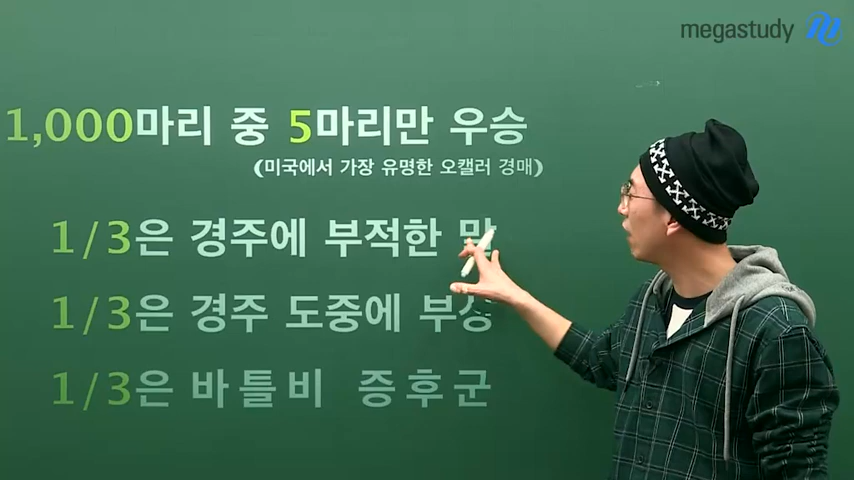 megastudy
1,000마리 중 5마리만 우승
(미국에서 가장 유명한 오캘러 경매)
1/3은 경주에 부적한 말
1/3은 경주 도중에 부상
1/3은 바틀비 증후군